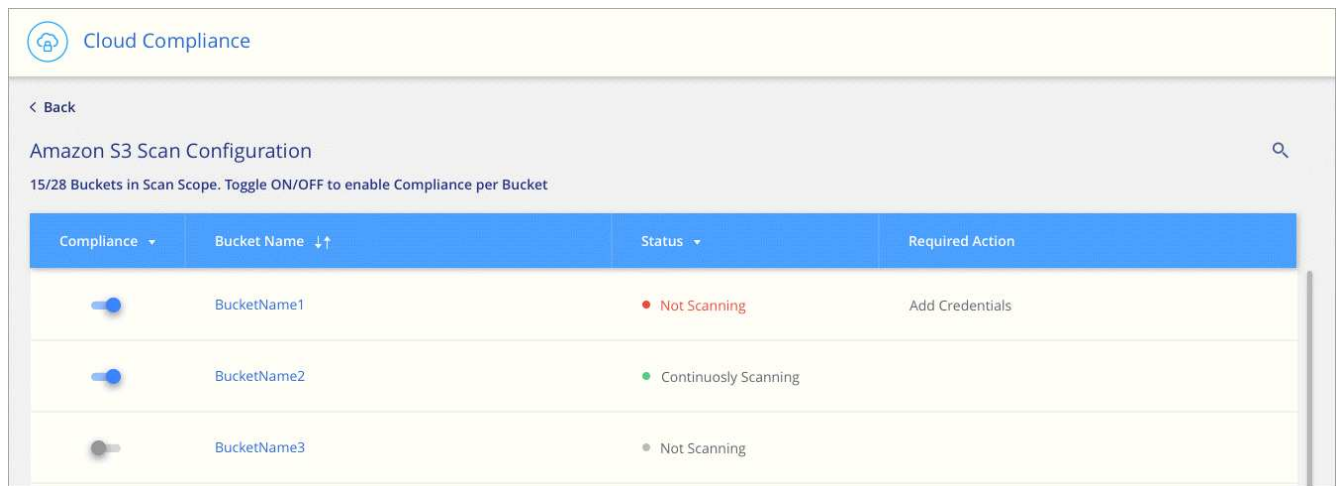 Cloud Compliance
< Back
Amazon S3 Scan Configuration
15/28 Buckets in Scan Scope. Toggle ON/OFF to enable Compliance per Bucket
Compliance Bucket Name Status Required Action
BucketName1 Not Scanning Add Credentials
BucketName2 Continuosly Scanning
BucketName3 Not Scanning